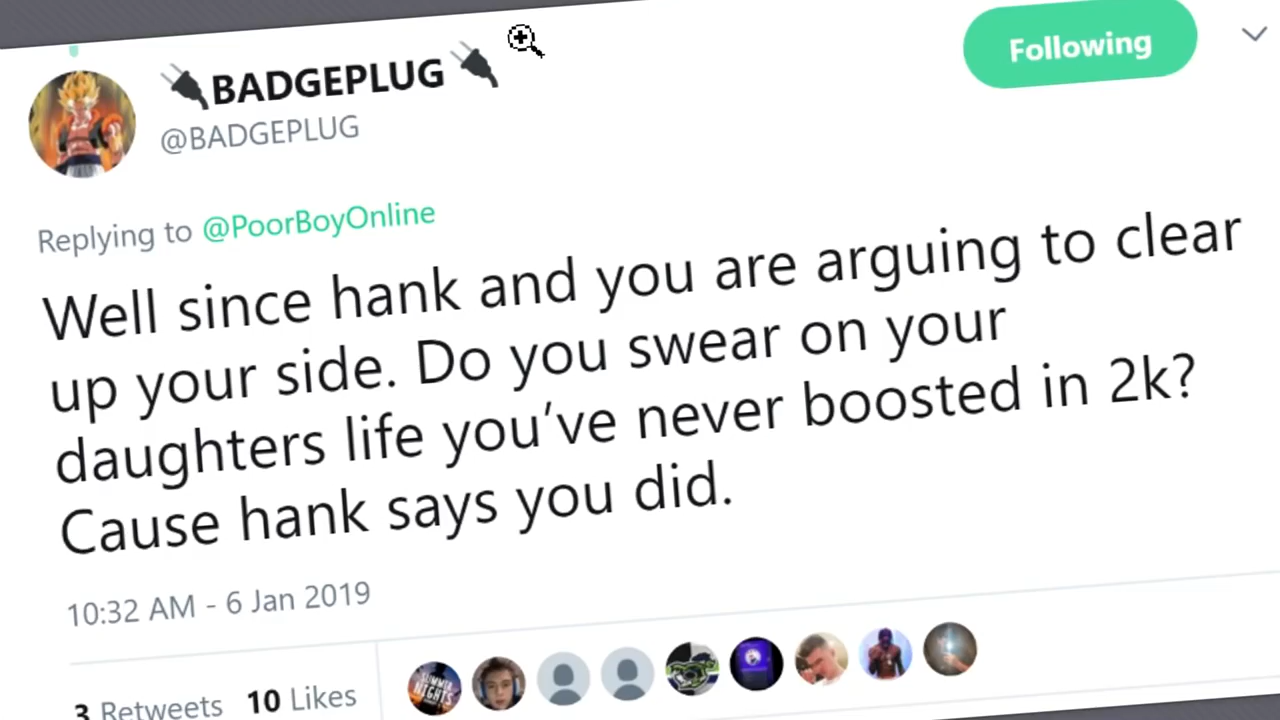 BADGEPLUG
@BADGEPLUG
Following
Replying to @PoorBoyOnline
Well since hank and you are arguing to clear
up your side. Do you swear on your
daughters life you’ve never boosted in 2k?
Cause hank says you did.
10:32 AM - 6 Jan 2019
3 Retweets 10 Likes
SUMMER
NIGHTS